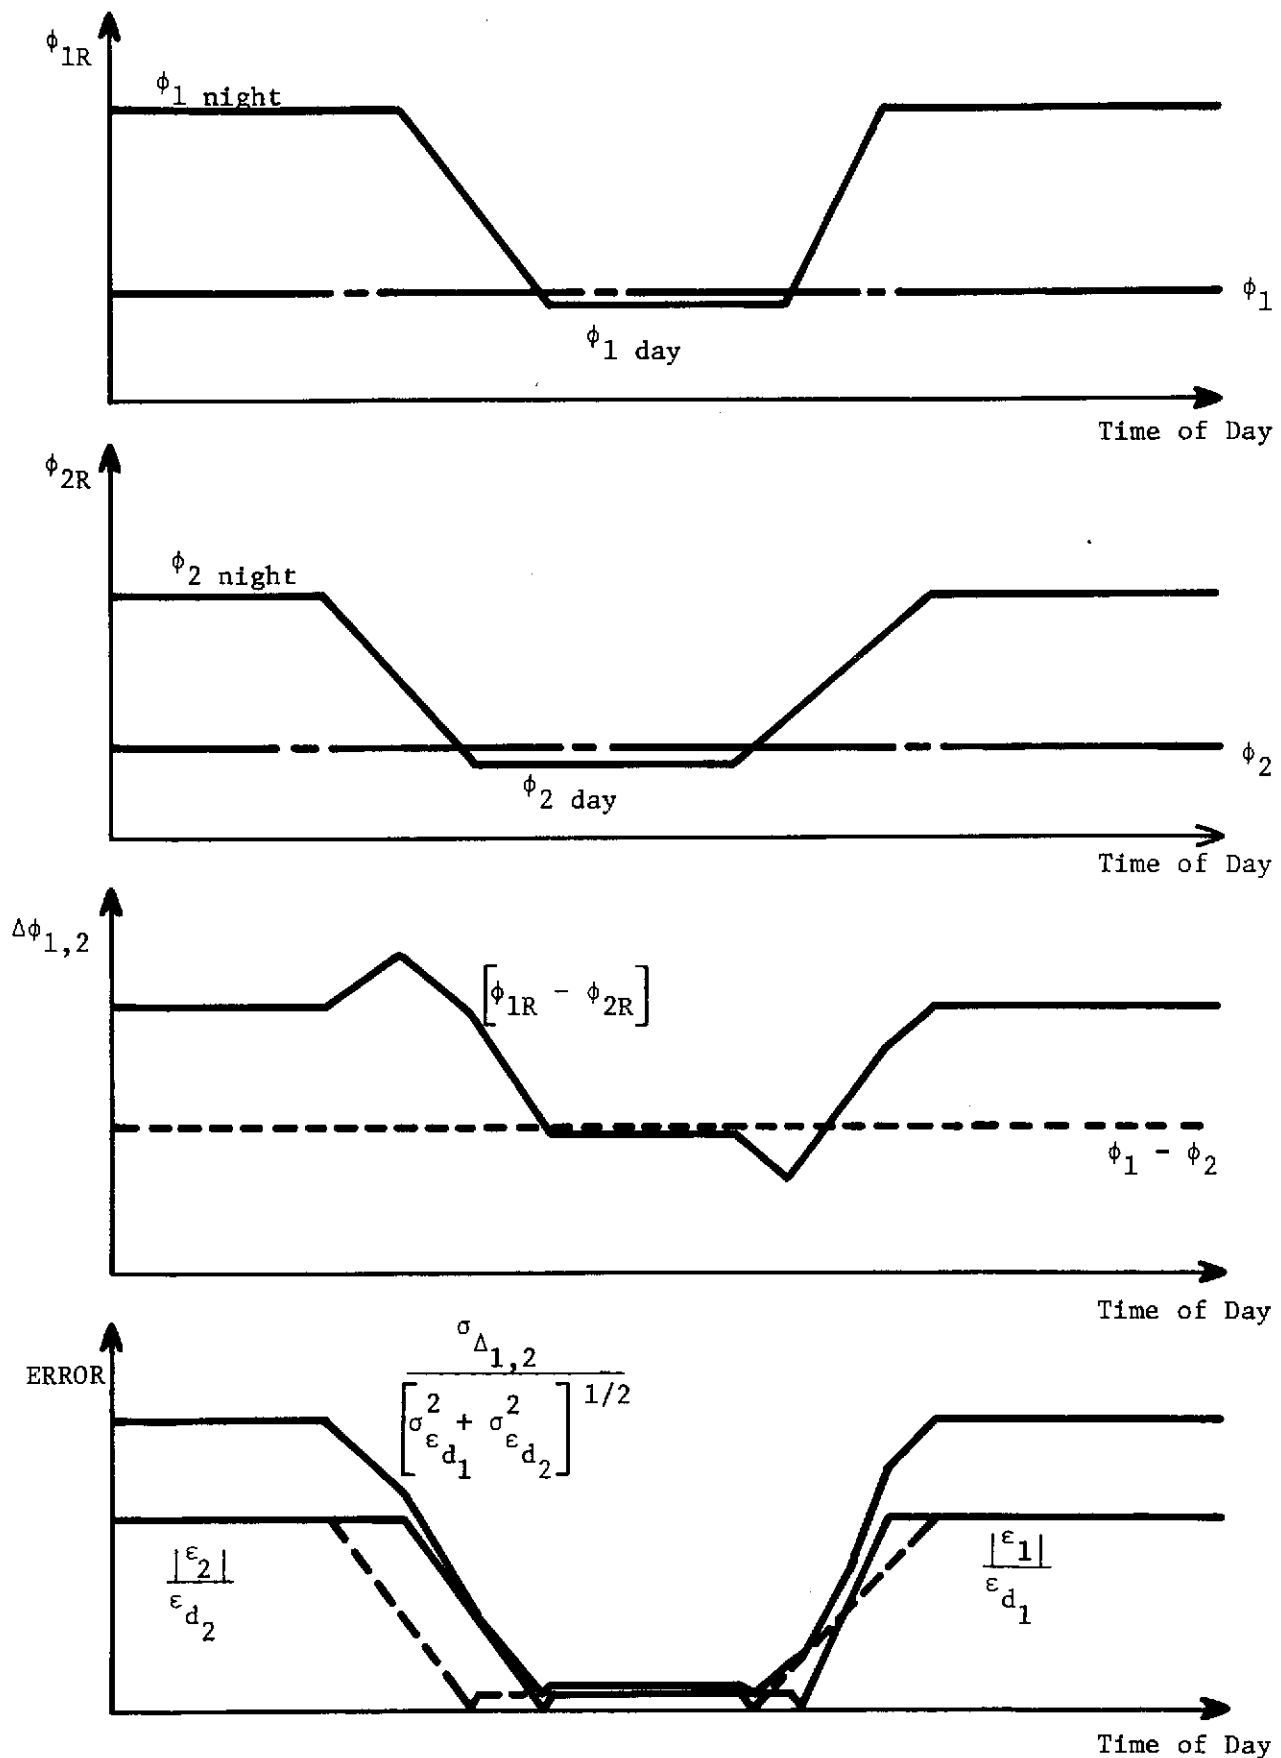 ϕ1R
ϕ1 night
ϕ1
ϕ1 day
Time of Day
ϕ2R
ϕ2 night
ϕ2
ϕ2 day
Time of Day
Δϕ1,2
[ϕ1R - ϕ2R]
ϕ1 - ϕ2
Time of Day
σΔ1,2
ERROR
[σ²εd1 + σ²εd2]1/2
|ε2|
εd2
|ε1|
εd1
Time of Day